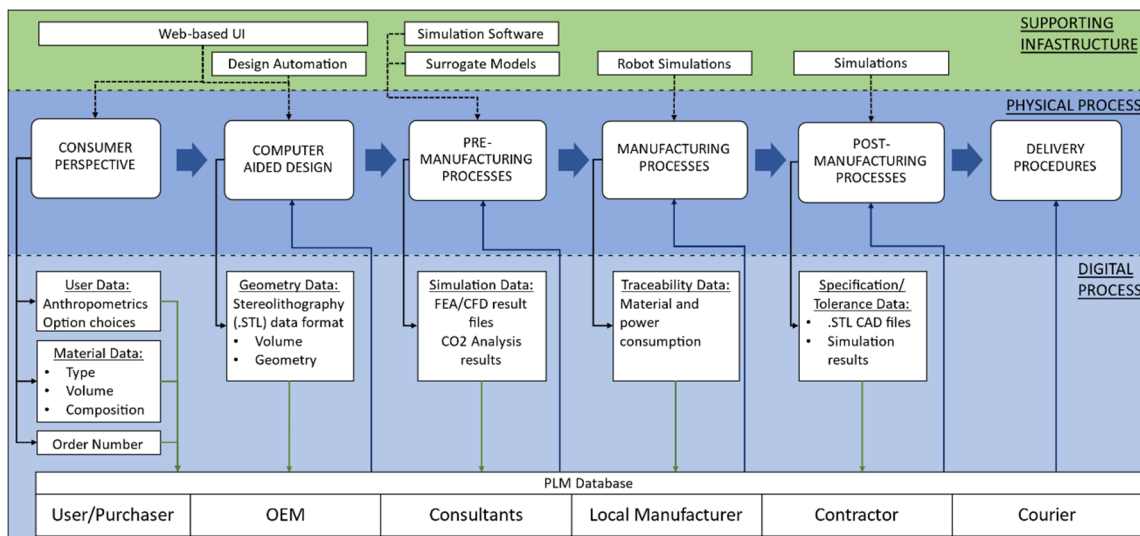 SUPPORTING
INFASTRUCTURE
Web-based UI
Design Automation
Simulation Software
Surrogate Models
Robot Simulations
Simulations
PHYSICAL PROCESS
CONSUMER
PERSPECTIVE
COMPUTER
AIDED DESIGN
PRE-
MANUFACTURING
PROCESSES
MANUFACTURING
PROCESSES
POST-
MANUFACTURING
PROCESSES
DELIVERY
PROCEDURES
DIGITAL
PROCESS
User Data:
Anthropometrics
Option choices
Material Data:
• Type
• Volume
• Composition
Order Number
Geometry Data:
Stereolithography
(.STL) data format
• Volume
• Geometry
Simulation Data:
FEA/CFD result
files
CO2 Analysis
results
Traceability Data:
Material and
power
consumption
Specification/
Tolerance Data:
• .STL CAD files
• Simulation
results
PLM Database
User/Purchaser
OEM
Consultants
Local Manufacturer
Contractor
Courier